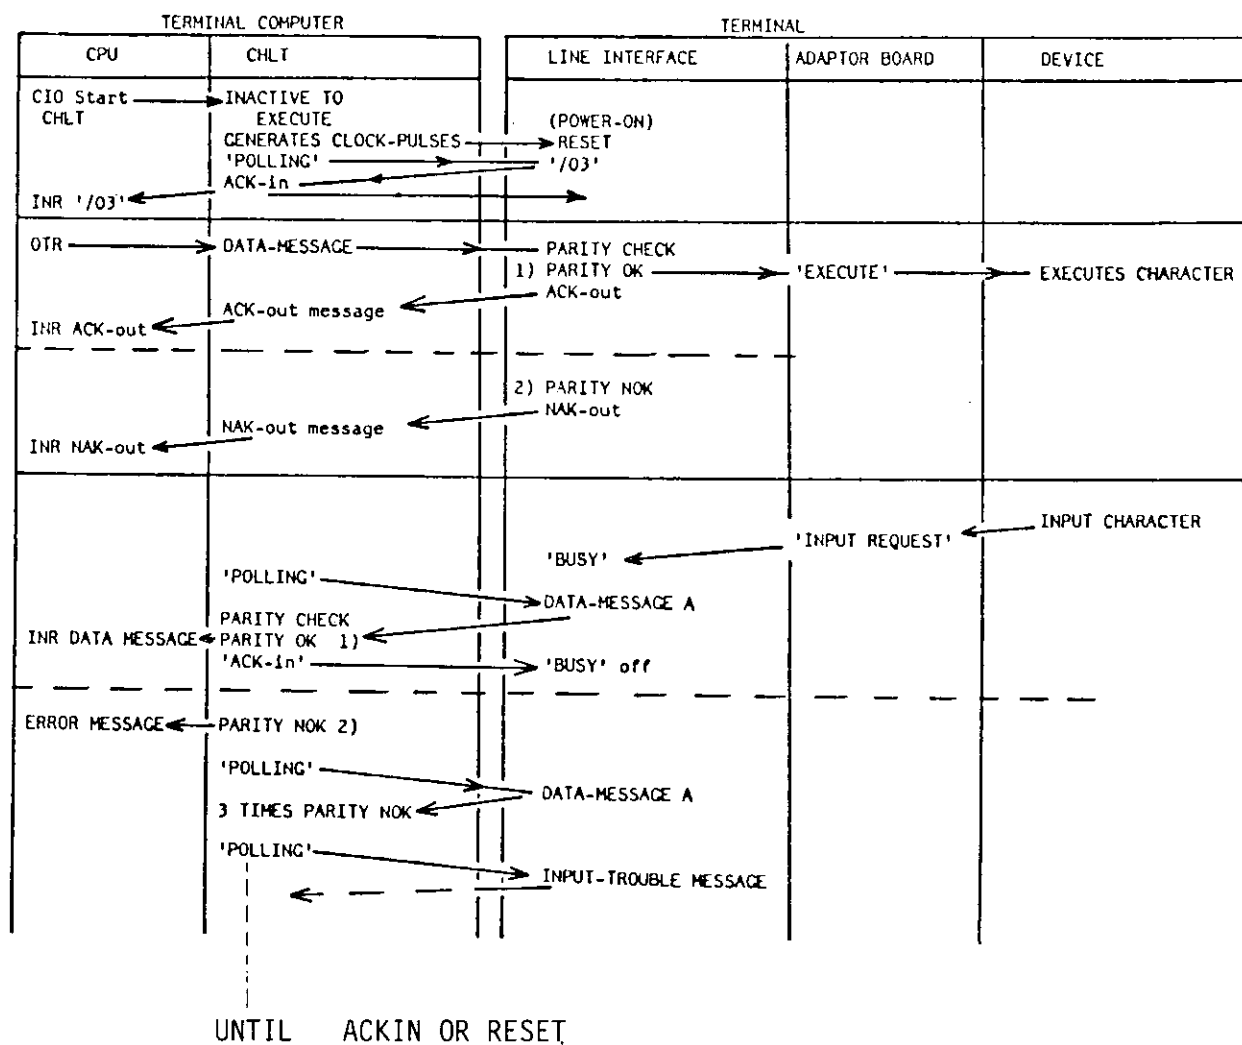 TERMINAL COMPUTER TERMINAL
CPU CHLT LINE INTERFACE ADAPTOR BOARD DEVICE
CIO Start INACTIVE TO
CHLT EXECUTE (POWER-ON)
GENERATES CLOCK-PULSES RESET
'POLLING' '/03'
ACK-in
INR '/03'
OTR DATA-MESSAGE PARITY CHECK
1) PARITY OK 'EXECUTE' EXECUTES CHARACTER
ACK-out
ACK-out message
INR ACK-out
2) PARITY NOK
NAK-out
NAK-out message
INR NAK-out
INPUT CHARACTER
'INPUT REQUEST'
'BUSY'
'POLLING'
DATA-MESSAGE A
PARITY CHECK
INR DATA MESSAGE PARITY OK 1)
'ACK-in' 'BUSY' off
ERROR MESSAGE PARITY NOK 2)
'POLLING'
DATA-MESSAGE A
3 TIMES PARITY NOK
'POLLING'
INPUT-TROUBLE MESSAGE
UNTIL ACKIN OR RESET